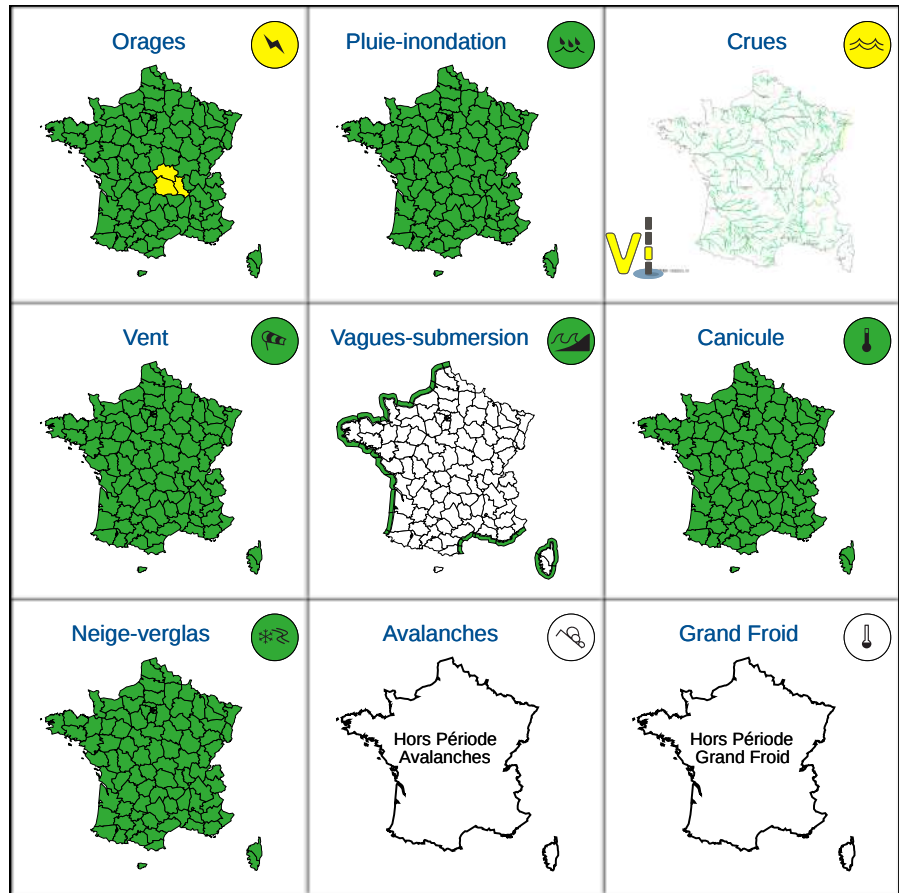 Orages
Pluie-inondation
Crues
Vi
Vent
Vagues-submersion
Canicule
Neige-verglas
Avalanches
Hors Période
Avalanches
Grand Froid
Hors Période
Grand Froid